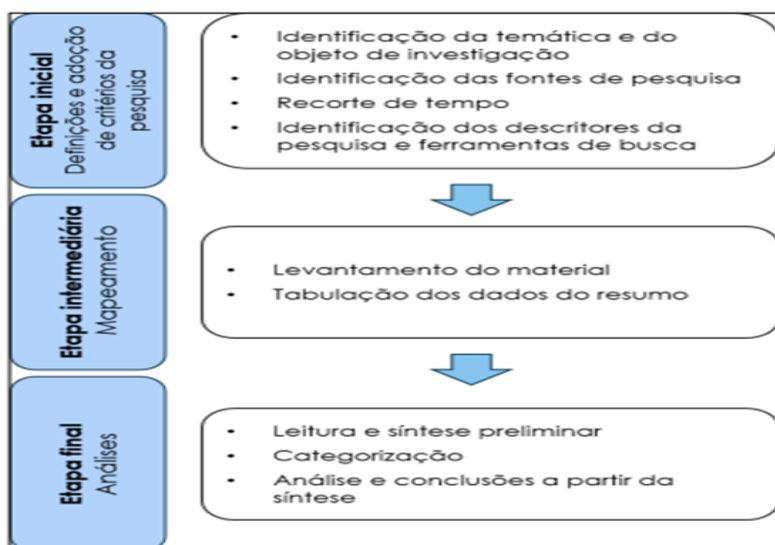 Etapa inicial
Definições e adoção
de critérios da
pesquisa
• Identificação da temática e do
objeto de investigação
• Identificação das fontes de pesquisa
• Recorte de tempo
• Identificação dos descritores da
pesquisa e ferramentas de busca
Etapa intermediária
Mapeamento
• Levantamento do material
• Tabulação dos dados do resumo
Etapa final
Análises
• Leitura e síntese preliminar
• Categorização
• Análise e conclusões a partir da
síntese